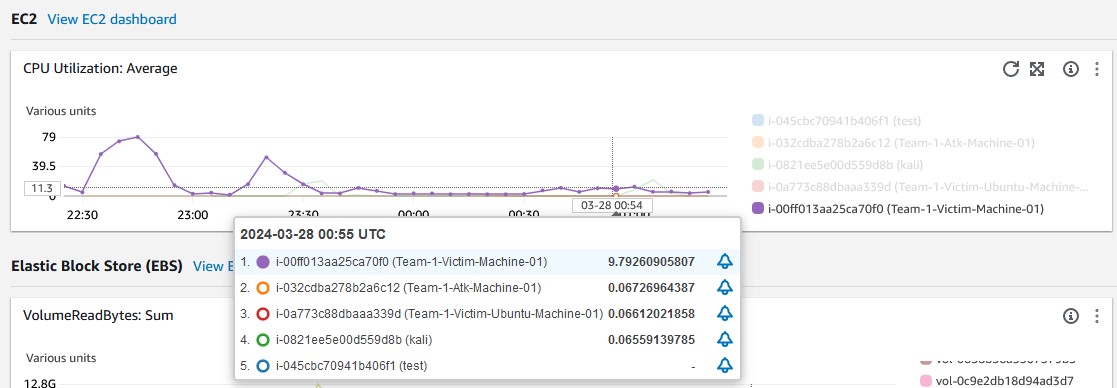 EC2 View EC2 dashboard
CPU Utilization: Average
Various units
79
39.5
11.3
0
22:30 23:00 23:30 00:00 00:30 01:00
03-28 00:54
i-045cbc70941b406f1 (test)
i-032cdba278b2a6c12 (Team-1-Atk-Machine-01)
i-0821ee5e00d559d8b (kali)
i-0a773c88dbaaa339d (Team-1-Victim-Ubuntu-Machine-...
i-00ff013aa25ca70f0 (Team-1-Victim-Machine-01)
2024-03-28 00:55 UTC
1. i-00ff013aa25ca70f0 (Team-1-Victim-Machine-01) 9.79260905807
2. i-032cdba278b2a6c12 (Team-1-Atk-Machine-01) 0.06726964387
3. i-0a773c88dbaaa339d (Team-1-Victim-Ubuntu-Machine-01) 0.06612021858
4. i-0821ee5e00d559d8b (kali) 0.06559139785
5. i-045cbc70941b406f1 (test) -
Elastic Block Store (EBS) View E
VolumeReadBytes: Sum
Various units
12.8G
vol-0c9e2db18d94ad3d7